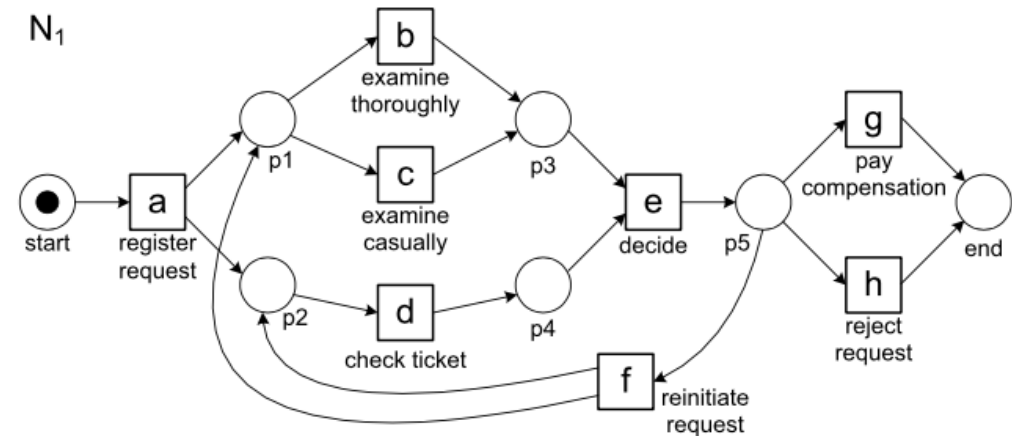 N1
b
examine
thoroughly
p1
p3
c
examine
casually
g
pay
compensation
start
a
register
request
e
decide
p5
end
p2
d
check ticket
p4
h
reject
request
f
reinitiate
request